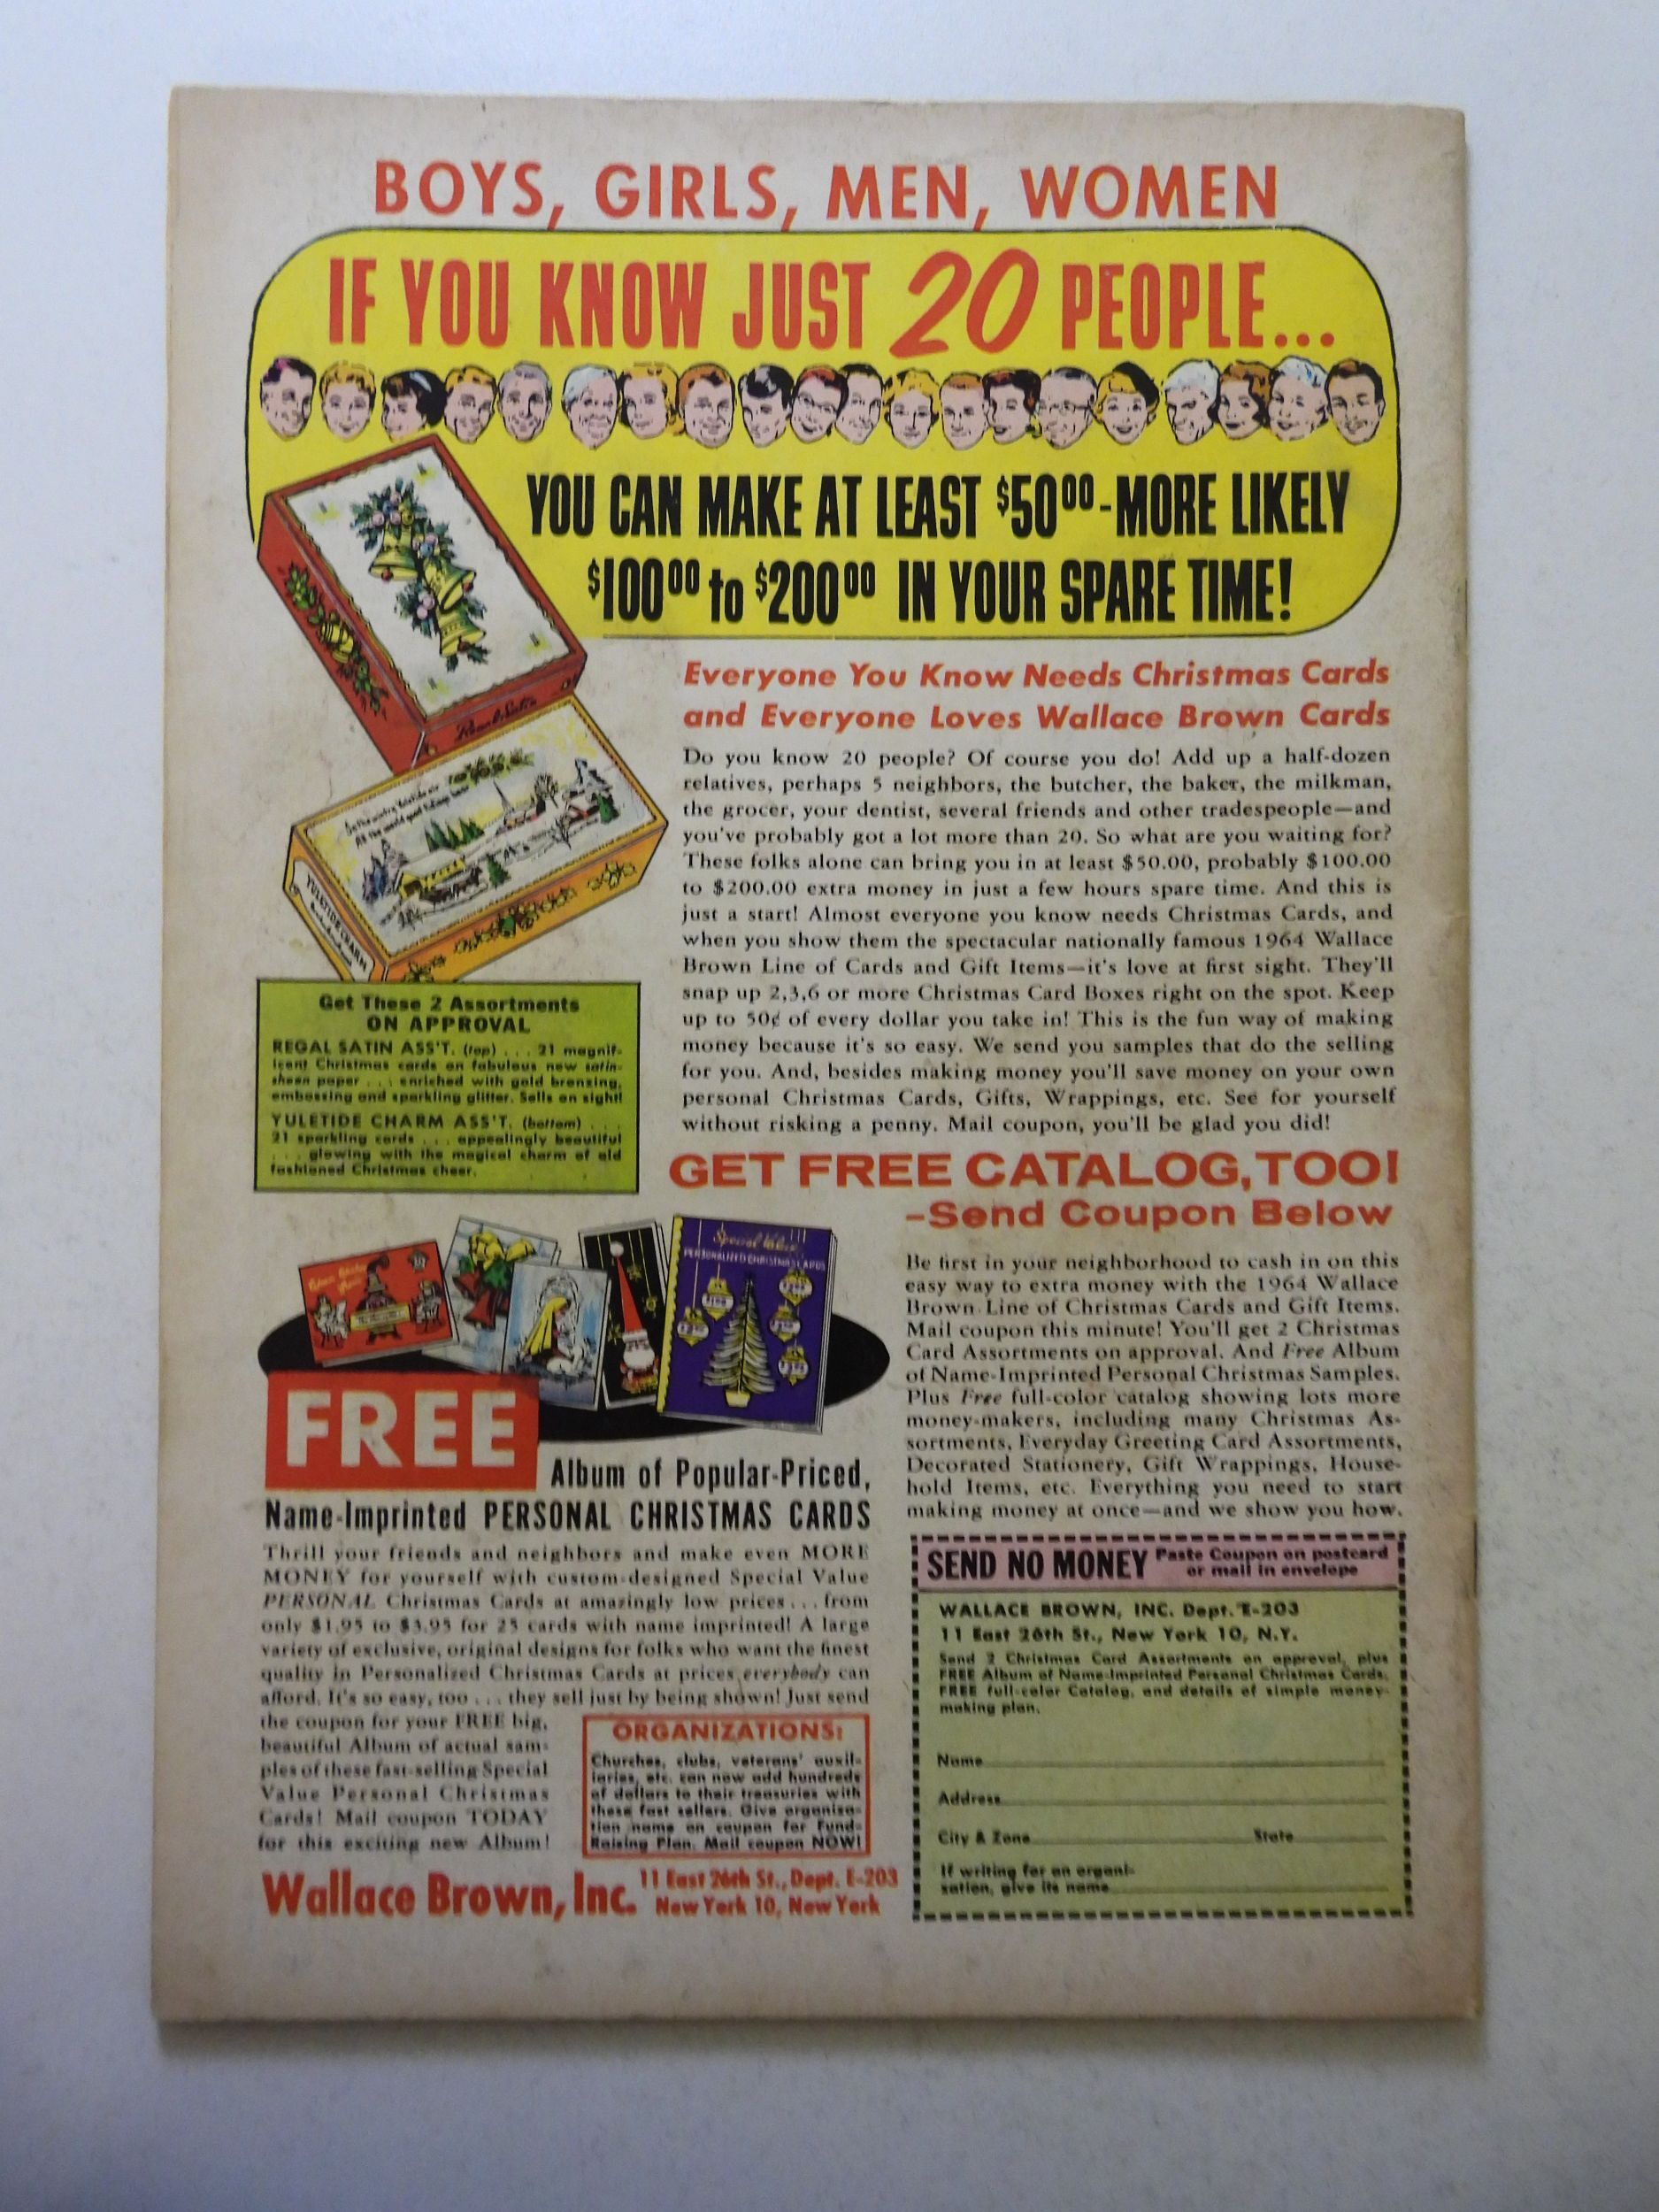 BOYS, GIRLS, MEN, WOMEN
IF YOU KNOW JUST 20 PEOPLE...
YOU CAN MAKE AT LEAST $50⁰⁰-MORE LIKELY
$100⁰⁰ to $200⁰⁰ IN YOUR SPARE TIME!
Regal Satin
YULETIDE CHARM
Everyone You Know Needs Christmas Cards
and Everyone Loves Wallace Brown Cards
Do you know 20 people? Of course you do! Add up a half-dozen
relatives, perhaps 5 neighbors, the butcher, the baker, the milkman,
the grocer, your dentist, several friends and other tradespeople—and
you've probably got a lot more than 20. So what are you waiting for?
These folks alone can bring you in at least $50.00, probably $100.00
to $200.00 extra money in just a few hours spare time. And this is
just a start! Almost everyone you know needs Christmas Cards, and
when you show them the spectacular nationally famous 1964 Wallace
Brown Line of Cards and Gift Items—it's love at first sight. They'll
snap up 2,3,6 or more Christmas Card Boxes right on the spot. Keep
up to 50¢ of every dollar you take in! This is the fun way of making
money because it's so easy. We send you samples that do the selling
for you. And, besides making money you'll save money on your own
personal Christmas Cards, Gifts, Wrappings, etc. See for yourself
without risking a penny. Mail coupon, you'll be glad you did!
Get These 2 Assortments
ON APPROVAL
REGAL SATIN ASS'T. (top) . . . 21 magnif-
icent Christmas cards on fabulous new satin-
sheen paper . . . enriched with gold bronzing,
embossing and sparkling glitter. Sells on sight!
YULETIDE CHARM ASS'T. (bottom) . . .
21 sparkling cards . . . appealingly beautiful
. . . glowing with the magical charm of old
fashioned Christmas cheer.
GET FREE CATALOG, TOO!
–Send Coupon Below
Be first in your neighborhood to cash in on this
easy way to extra money with the 1964 Wallace
Brown Line of Christmas Cards and Gift Items.
Mail coupon this minute! You'll get 2 Christmas
Card Assortments on approval. And Free Album
of Name-Imprinted Personal Christmas Samples.
Plus Free full-color catalog showing lots more
money-makers, including many Christmas As-
sortments, Everyday Greeting Card Assortments,
Decorated Stationery, Gift Wrappings, House-
hold Items, etc. Everything you need to start
making money at once—and we show you how.
Special Value
PERSONALIZED CHRISTMAS CARDS
FREE
Album of Popular-Priced,
Name-Imprinted PERSONAL CHRISTMAS CARDS
Thrill your friends and neighbors and make even MORE
MONEY for yourself with custom-designed Special Value
PERSONAL Christmas Cards at amazingly low prices . . . from
only $1.95 to $3.95 for 25 cards with name imprinted! A large
variety of exclusive, original designs for folks who want the finest
quality in Personalized Christmas Cards at prices everybody can
afford. It's so easy, too . . . they sell just by being shown! Just send
the coupon for your FREE big,
beautiful Album of actual sam-
ples of these fast-selling Special
Value Personal Christmas
Cards! Mail coupon TODAY
for this exciting new Album!
ORGANIZATIONS:
Churches, clubs, veterans' auxil-
iaries, etc. can now add hundreds
of dollars to their treasuries with
these fast sellers. Give organiza-
tion name on coupon for Fund-
Raising Plan. Mail coupon NOW!
Wallace Brown, Inc. 11 East 26th St., Dept. E-203
New York 10, New York
SEND NO MONEY Paste Coupon on postcard
or mail in envelope
WALLACE BROWN, INC. Dept. E-203
11 East 26th St., New York 10, N.Y.
Send 2 Christmas Card Assortments on approval, plus
FREE Album of Name-Imprinted Personal Christmas Cards,
FREE full-color Catalog, and details of simple money-
making plan.
Name
Address
City & Zone State
If writing for an organi-
zation, give its name